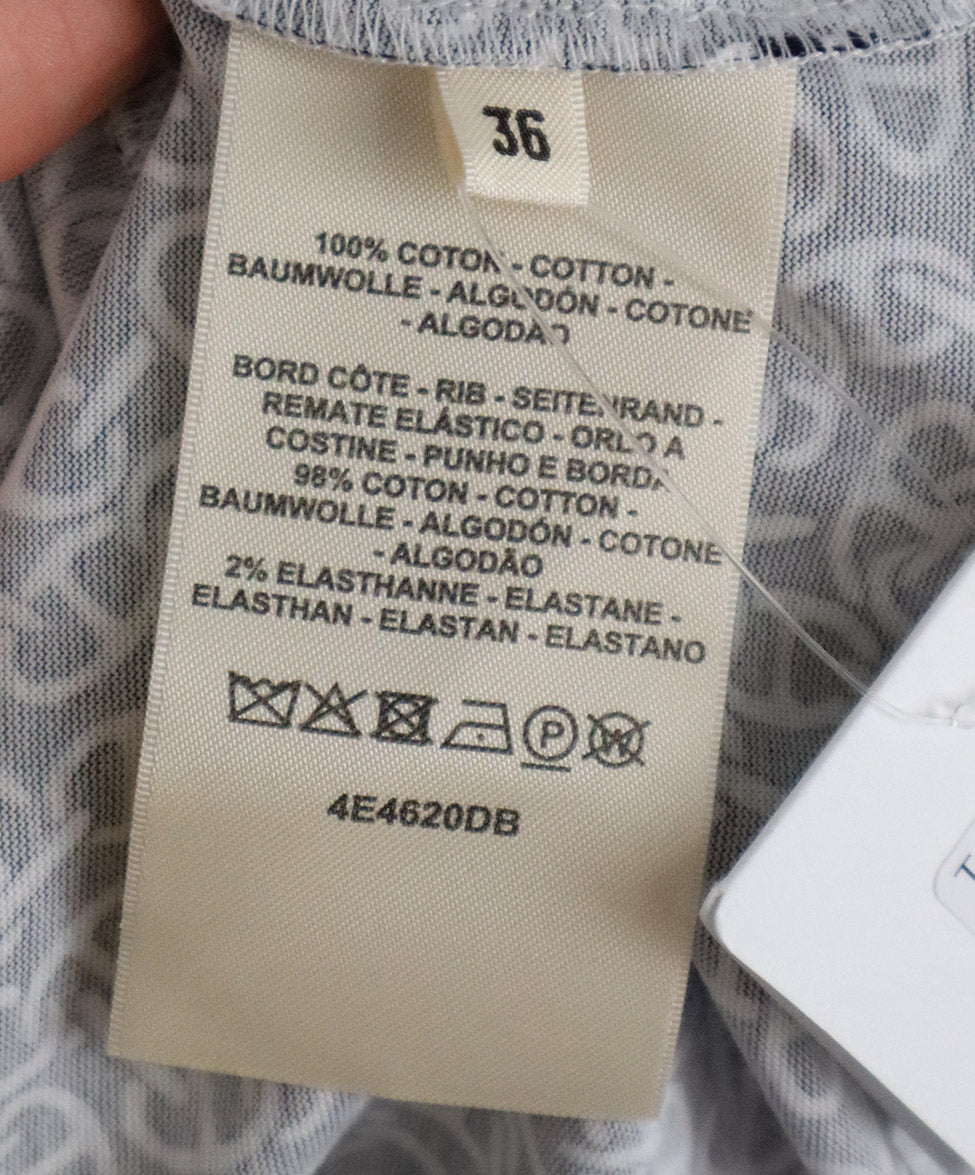 36
100% COTON - COTTON -
BAUMWOLLE - ALGODÓN - COTONE
- ALGODÃO
BORD CÔTE - RIB - SEITENRAND -
REMATE ELÁSTICO - ORLO A
COSTINE - PUNHO E BORDA
98% COTON - COTTON -
BAUMWOLLE - ALGODÓN - COTONE
- ALGODÃO
2% ELASTHANNE - ELASTANE -
ELASTHAN - ELASTAN - ELASTANO
P W
4E4620DB